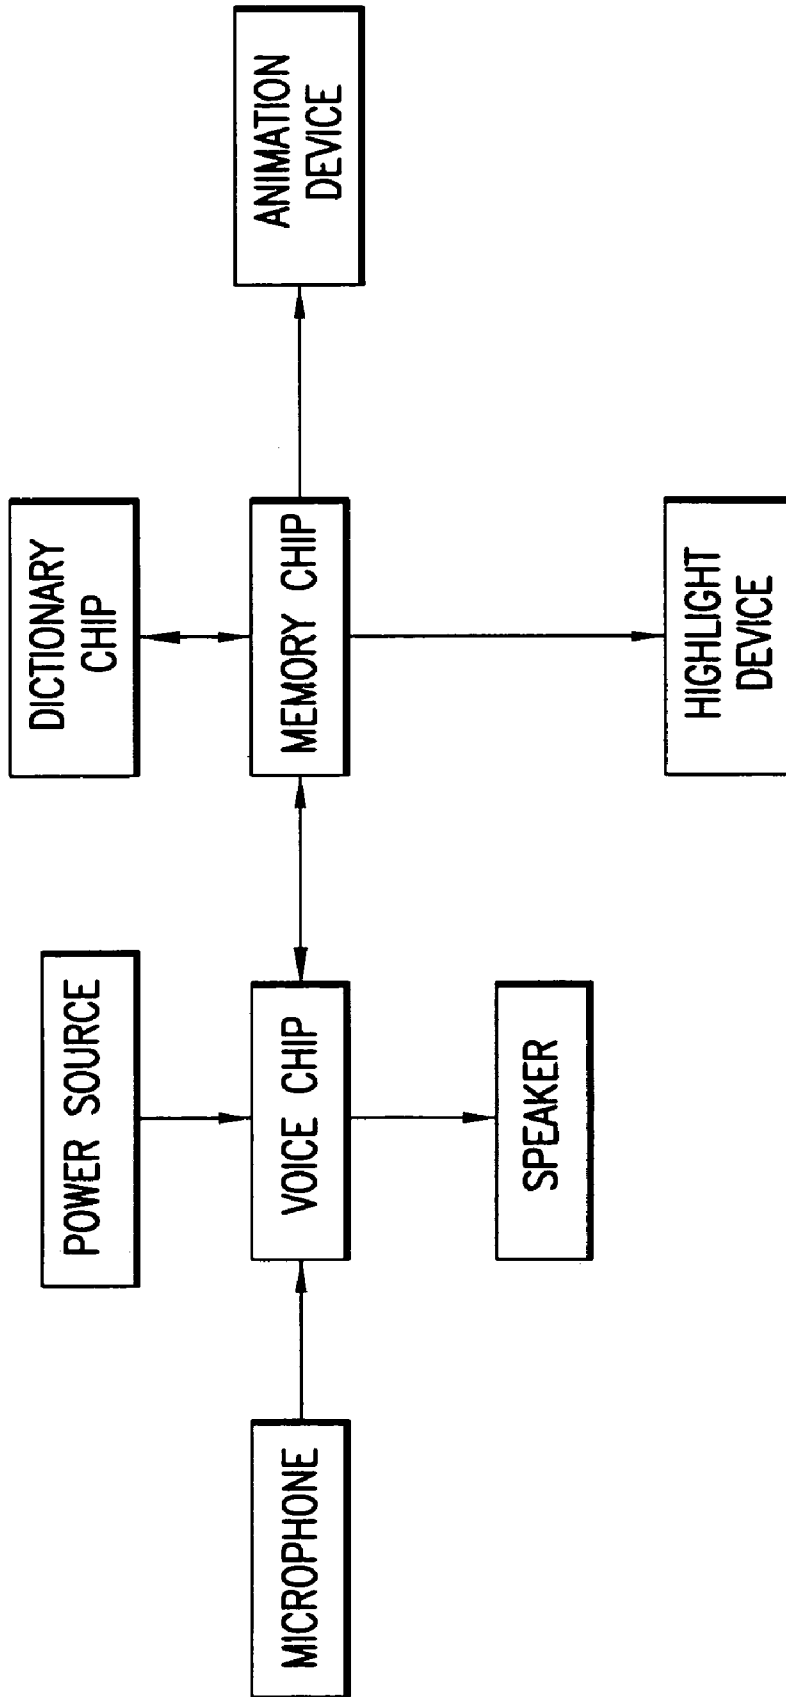 MICROPHONE
POWER SOURCE
VOICE CHIP
SPEAKER
DICTIONARY
CHIP
MEMORY CHIP
HIGHLIGHT
DEVICE
ANIMATION
DEVICE